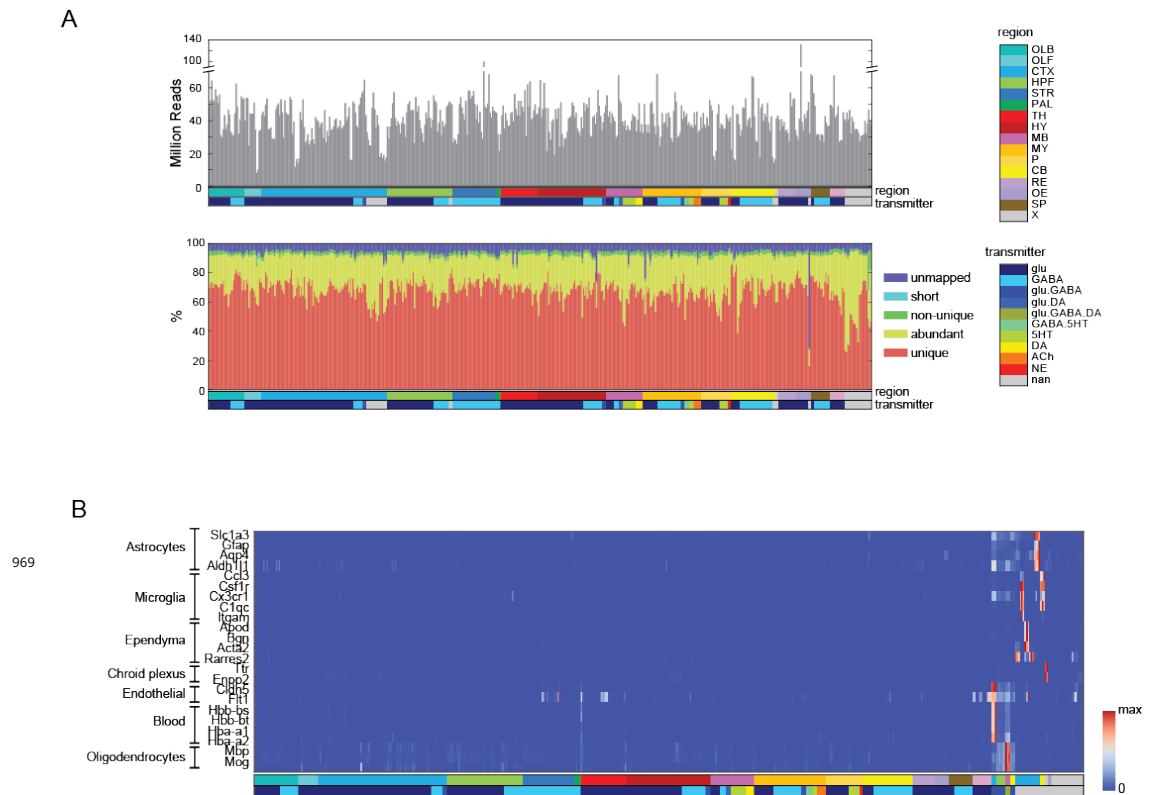 A
Million Reads
140
100
60
40
20
0
region
transmitter
region
OLB
OLF
CTX
HPF
STR
PAL
TH
HY
MB
MY
P
CB
RE
OE
SP
X
%
100
80
60
40
20
0
region
transmitter
unmapped
short
non-unique
abundant
unique
transmitter
glu
GABA
glu.GABA
glu.DA
glu.GABA.DA
GABA.5HT
5HT
DA
ACh
NE
nan
B
969
Astrocytes
Slc1a3
Gfap
Aqp4
Aldh1l1
Microglia
Ccl3
Csf1r
Cx3cr1
C1qc
Itgam
Ependyma
Apod
Bgn
Acta2
Rarres2
Chroid plexus
Ttr
Enpp2
Endothelial
Cldn5
Flt1
Blood
Hbb-bs
Hbb-bt
Hba-a1
Hba-a2
Oligodendrocytes
Mbp
Mog
max
0